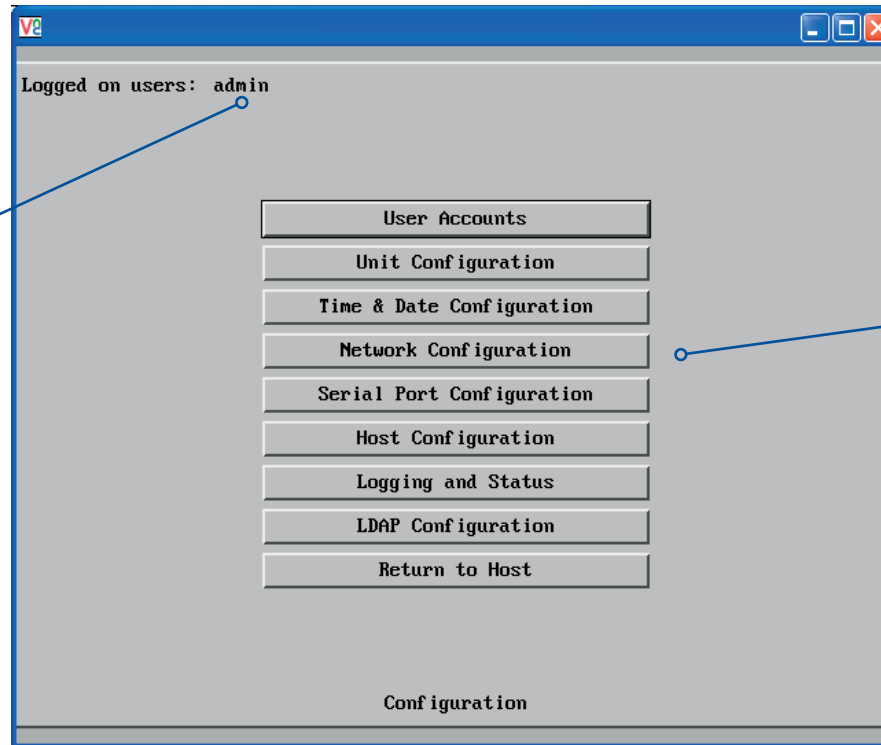 Logged on users: admin
User Accounts
Unit Configuration
Time & Date Configuration
Network Configuration
Serial Port Configuration
Host Configuration
Logging and Status
LDAP Configuration
Return to Host
Configuration